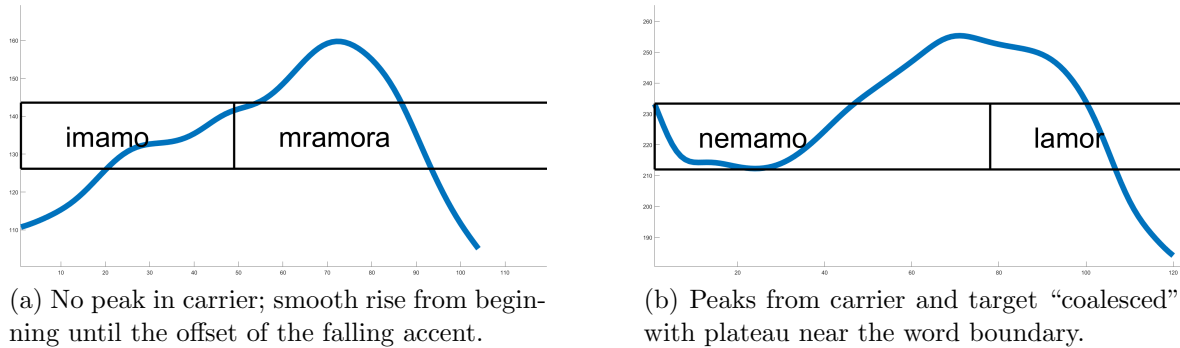 160
150
140
130
120
110
imamo
mramora
10 20 30 40 50 60 70 80 90 100 110
260
250
240
230
220
210
200
190
nemamo
lamor
20 40 60 80 100 120
(a) No peak in carrier; smooth rise from begin-
ning until the offset of the falling accent.
(b) Peaks from carrier and target “coalesced”
with plateau near the word boundary.